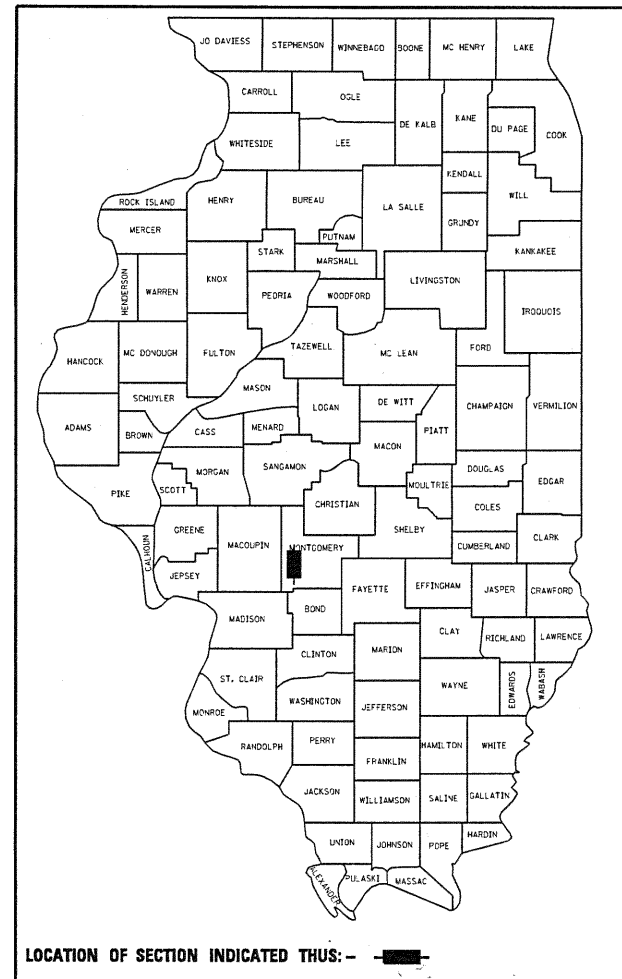 JO DAVIESS STEPHENSON WINNEBAGO BOONE MC HENRY LAKE
CARROLL OGLE DE KALB KANE DU PAGE COOK
WHITESIDE LEE
KENDALL WILL
ROCK ISLAND HENRY BUREAU LA SALLE GRUNDY
MERCER PUTNAM
STARK MARSHALL KANKAKEE
HENDERSON WARREN KNOX PEORIA WOODFORD LIVINGSTON IROQUOIS
HANCOCK MC DONOUGH FULTON TAZEWELL MC LEAN FORD
MASON
SCHUYLER LOGAN DE WITT CHAMPAIGN VERMILION
ADAMS BROWN CASS MENARD PIATT
MACON
MORGAN SANGAMON DOUGLAS
PIKE SCOTT MOULTRIE EDGAR
CHRISTIAN COLES
GREENE SHELBY
CALHOUN MACOUPIN MONTGOMERY CUMBERLAND CLARK
JEPSEY FAYETTE EFFINGHAM JASPER CRAWFORD
MADISON BOND
CLAY RICHLAND LAWRENCE
CLINTON MARION
ST. CLAIR WAYNE EDWARDS WABASH
WASHINGTON
MONROE JEFFERSON
RANDOLPH PERRY HAMILTON WHITE
FRANKLIN
JACKSON WILLIAMSON SALINE GALLATIN
UNION JOHNSON POPE HARDIN
ALEXANDER PULASKI MASSAC
LOCATION OF SECTION INDICATED THUS: -